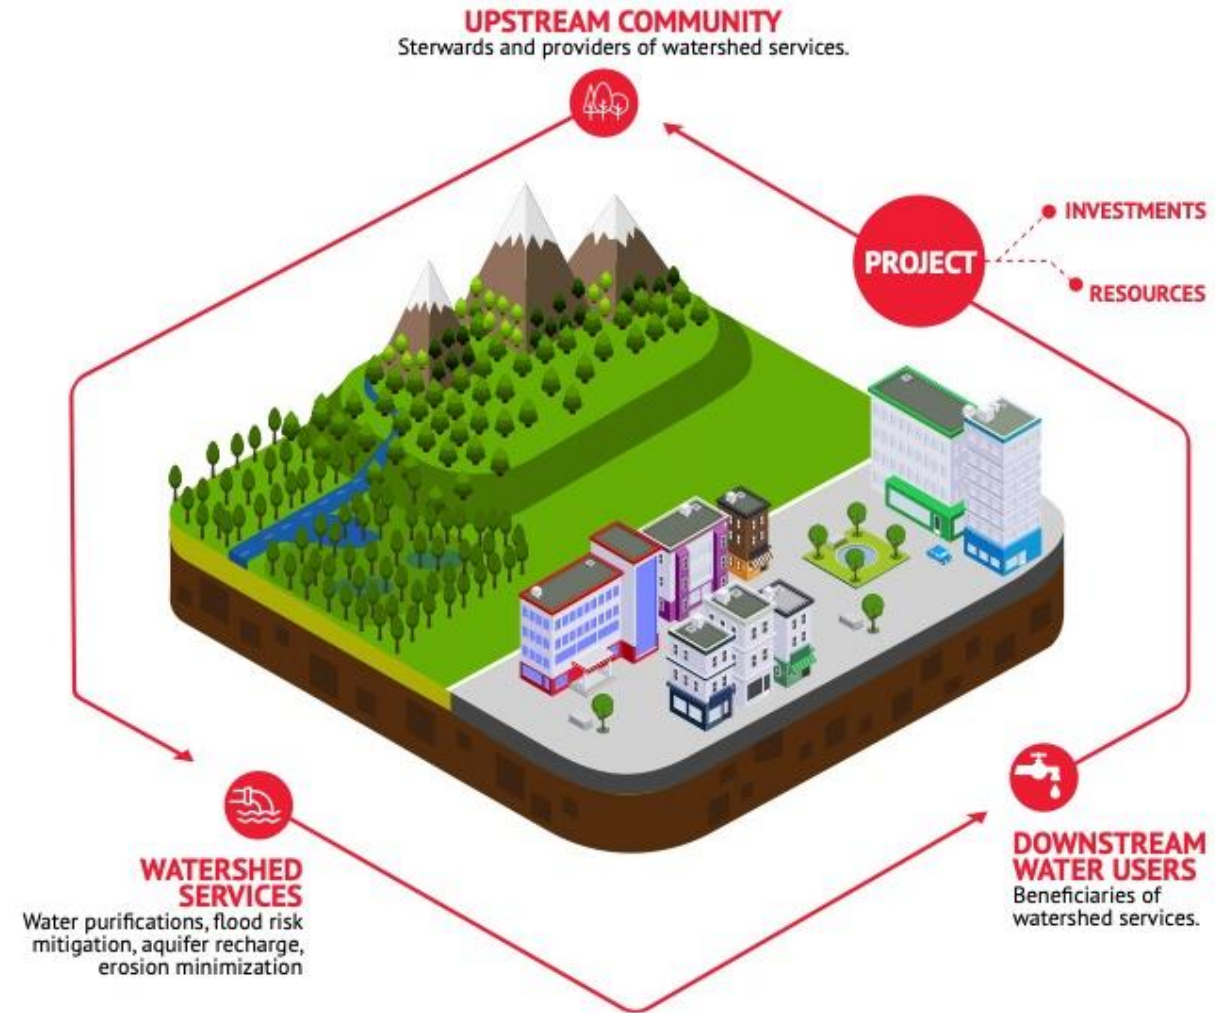 UPSTREAM COMMUNITY
Sterwards and providers of watershed services.
PROJECT
INVESTMENTS
RESOURCES
WATERSHED
SERVICES
Water purifications, flood risk
mitigation, aquifer recharge,
erosion minimization
DOWNSTREAM
WATER USERS
Beneficiaries of
watershed services.